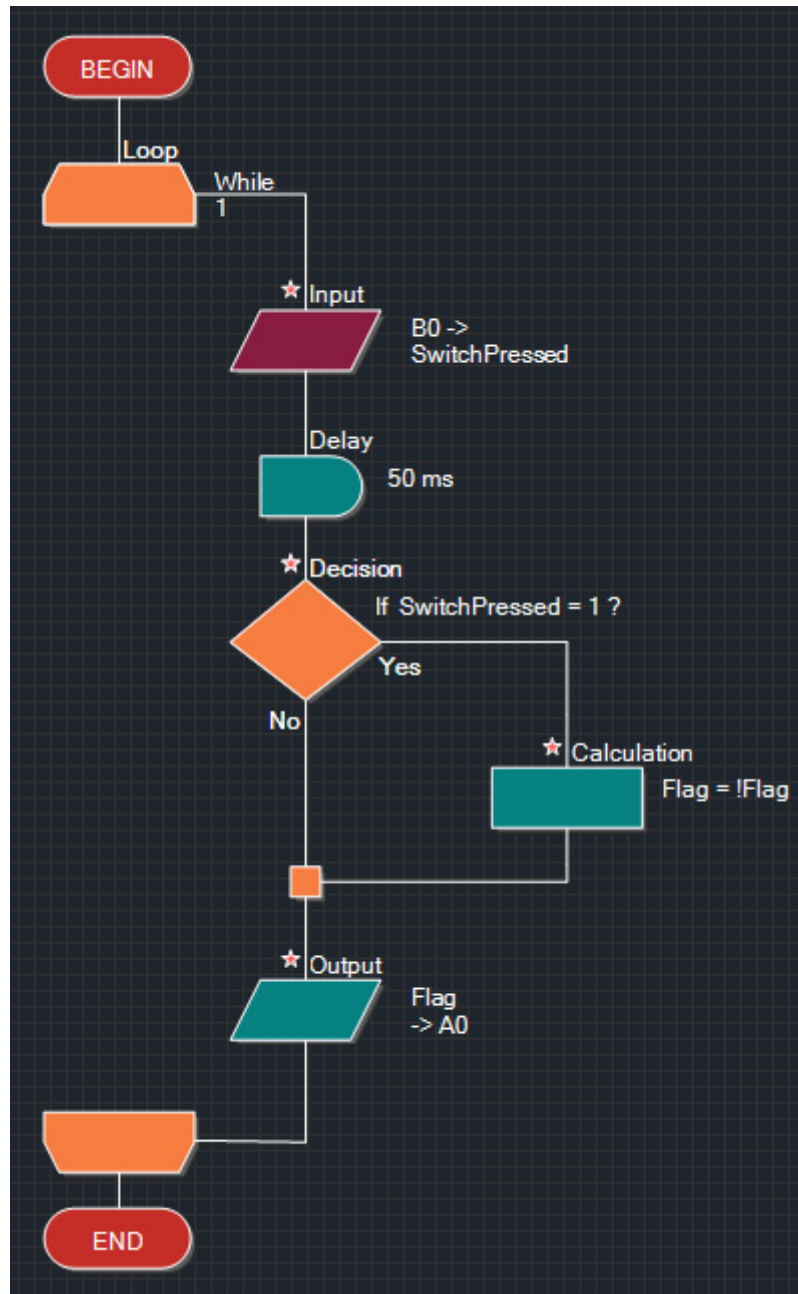 BEGIN
Loop
While
1
Input
B0 ->
SwitchPressed
Delay
50 ms
Decision
If SwitchPressed = 1 ?
Yes
No
Calculation
Flag = !Flag
Output
Flag
-> A0
END